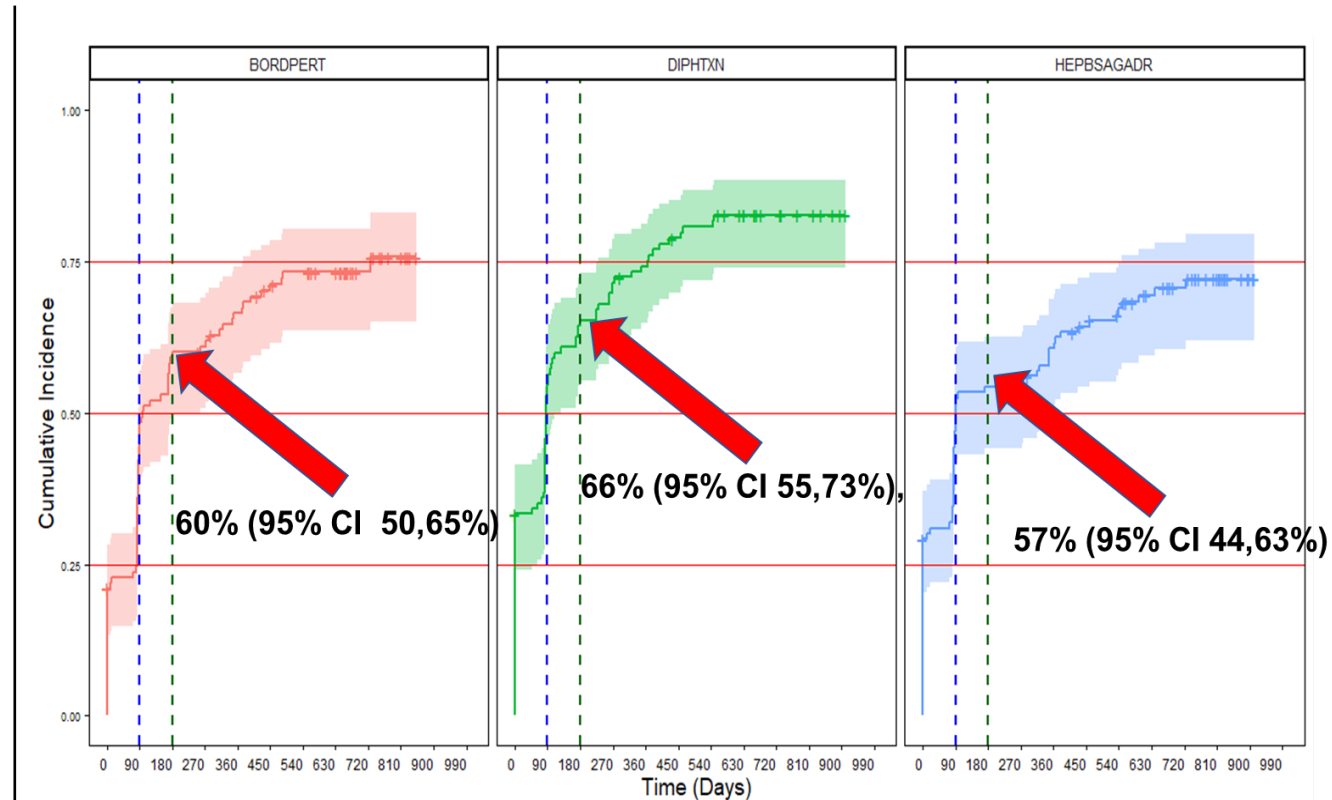 BORDPERT DIPHTXN HEPBSAGADR
1.00
0.75
0.50
0.25
0.00
Cumulative Incidence
66% (95% CI 55,73%),
60% (95% CI  50,65%)
57% (95% CI 44,63%)
0 90 180 270 360 450 540 630 720 810 900 990 0 90 180 270 360 450 540 630 720 810 900 990 0 90 180 270 360 450 540 630 720 810 900 990
Time (Days)